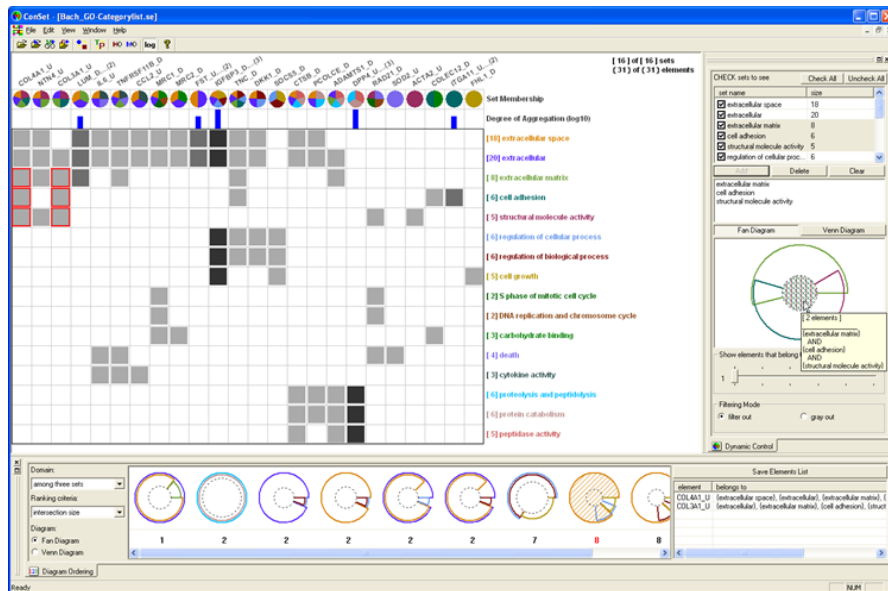 ConSet - [Bach_GO-Categorylist.se]
File Edit View Window Help
log
COL4A1_U
NTN4_U
COL3A1_U
LUM_D...(2)
IL6_U
TNFRSF11B_D
CCL2_U
MRC1_D
MRC2_D
FST_U...(2)
IGFBP3_D...(3)
TNC_D
DKK1_D
SOCS5_D
CTSB_D
PCOLCE_D
ADAMTS1_D
DPP4_U...(3)
RAD21_D
SOD2_U
ACTA2_U
COLEC12_D
ITGA11_U...(2)
FHL1_D
[ 16 ] of [ 16 ] sets
( 31 ) of ( 31 ) elements
Set Membership
Degree of Aggregation (log10)
[18] extracellular space
[20] extracellular
[ 8] extracellular matrix
[ 6] cell adhesion
[ 5] structural molecule activity
[ 6] regulation of cellular process
[ 6] regulation of biological process
[ 5] cell growth
[ 2] S phase of mitotic cell cycle
[ 2] DNA replication and chromosome cycle
[ 3] carbohydrate binding
[ 4] death
[ 3] cytokine activity
[ 6] proteolysis and peptidolysis
[ 6] protein catabolism
[ 5] peptidase activity
CHECK sets to see
Check All
Uncheck All
set name size
extracellular space 18
extracellular 20
extracellular matrix 8
cell adhesion 6
structural molecule activity 5
regulation of cellular proc... 6
Add
Delete
Clear
extracellular matrix
cell adhesion
structural molecule activity
Fan Diagram
Venn Diagram
[ 2 elements ]
(extracellular matrix)
AND
(cell adhesion)
AND
(structural molecule activity)
Show elements that belong
1
Filtering Mode
filter out
gray out
Dynamic Control
Domain:
among three sets
Ranking criteria:
intersection size
Diagram:
Fan Diagram
Venn Diagram
1 2 2 2 2 2 7 8 8
Save Elements List
element belongs to
COL4A1_U (extracellular space), (extracellular), (extracellular matrix), (
COL3A1_U (extracellular), (extracellular matrix), (cell adhesion), (struct
Diagram Ordering
Ready
NUM